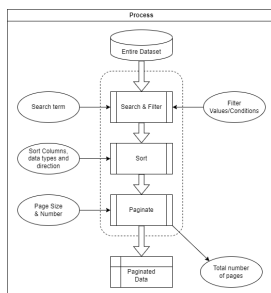 Process
Entire Dataset
Search term
Search & Filter
Filter
Values/Conditions
Sort Columns,
data types and
direction
Sort
Page Size
& Number
Paginate
Paginated
Data
Total number
of pages